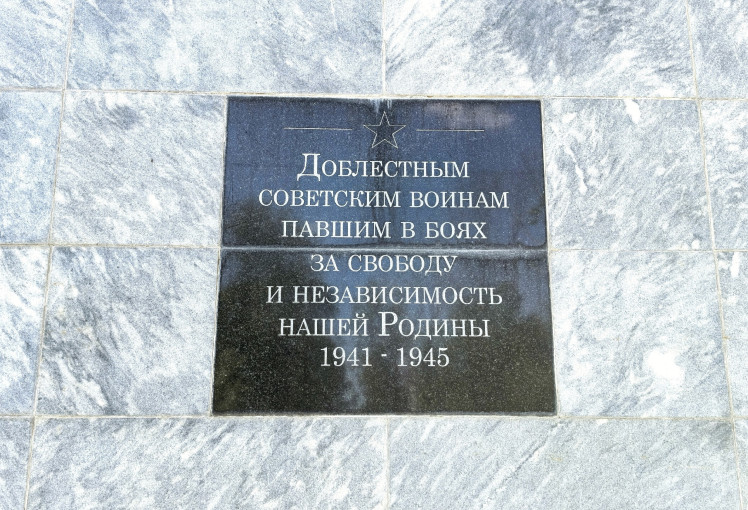 Доблестным
советским воинам
павшим в боях
за свободу
и независимость
нашей Родины
1941 - 1945